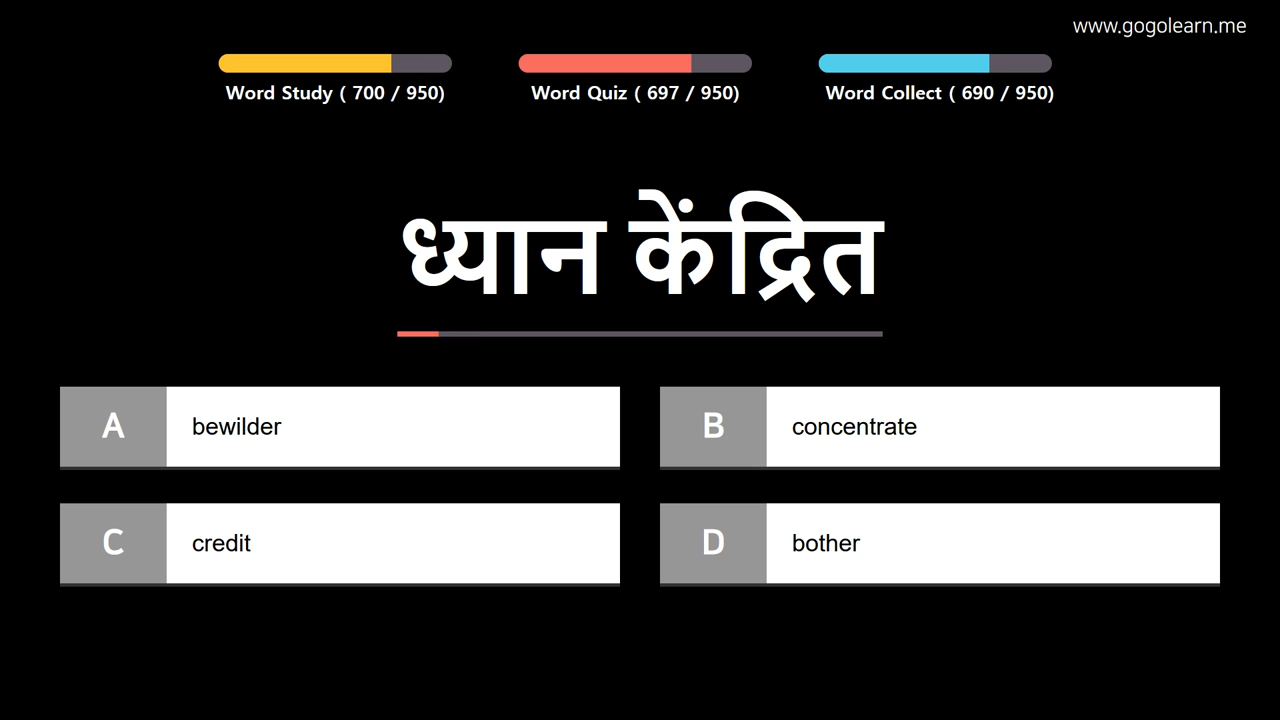 www.gogolearn.me
Word Study ( 700 / 950)
Word Quiz ( 697 / 950)
Word Collect ( 690 / 950)
ध्यान केंद्रित
A bewilder
B concentrate
C credit
D bother